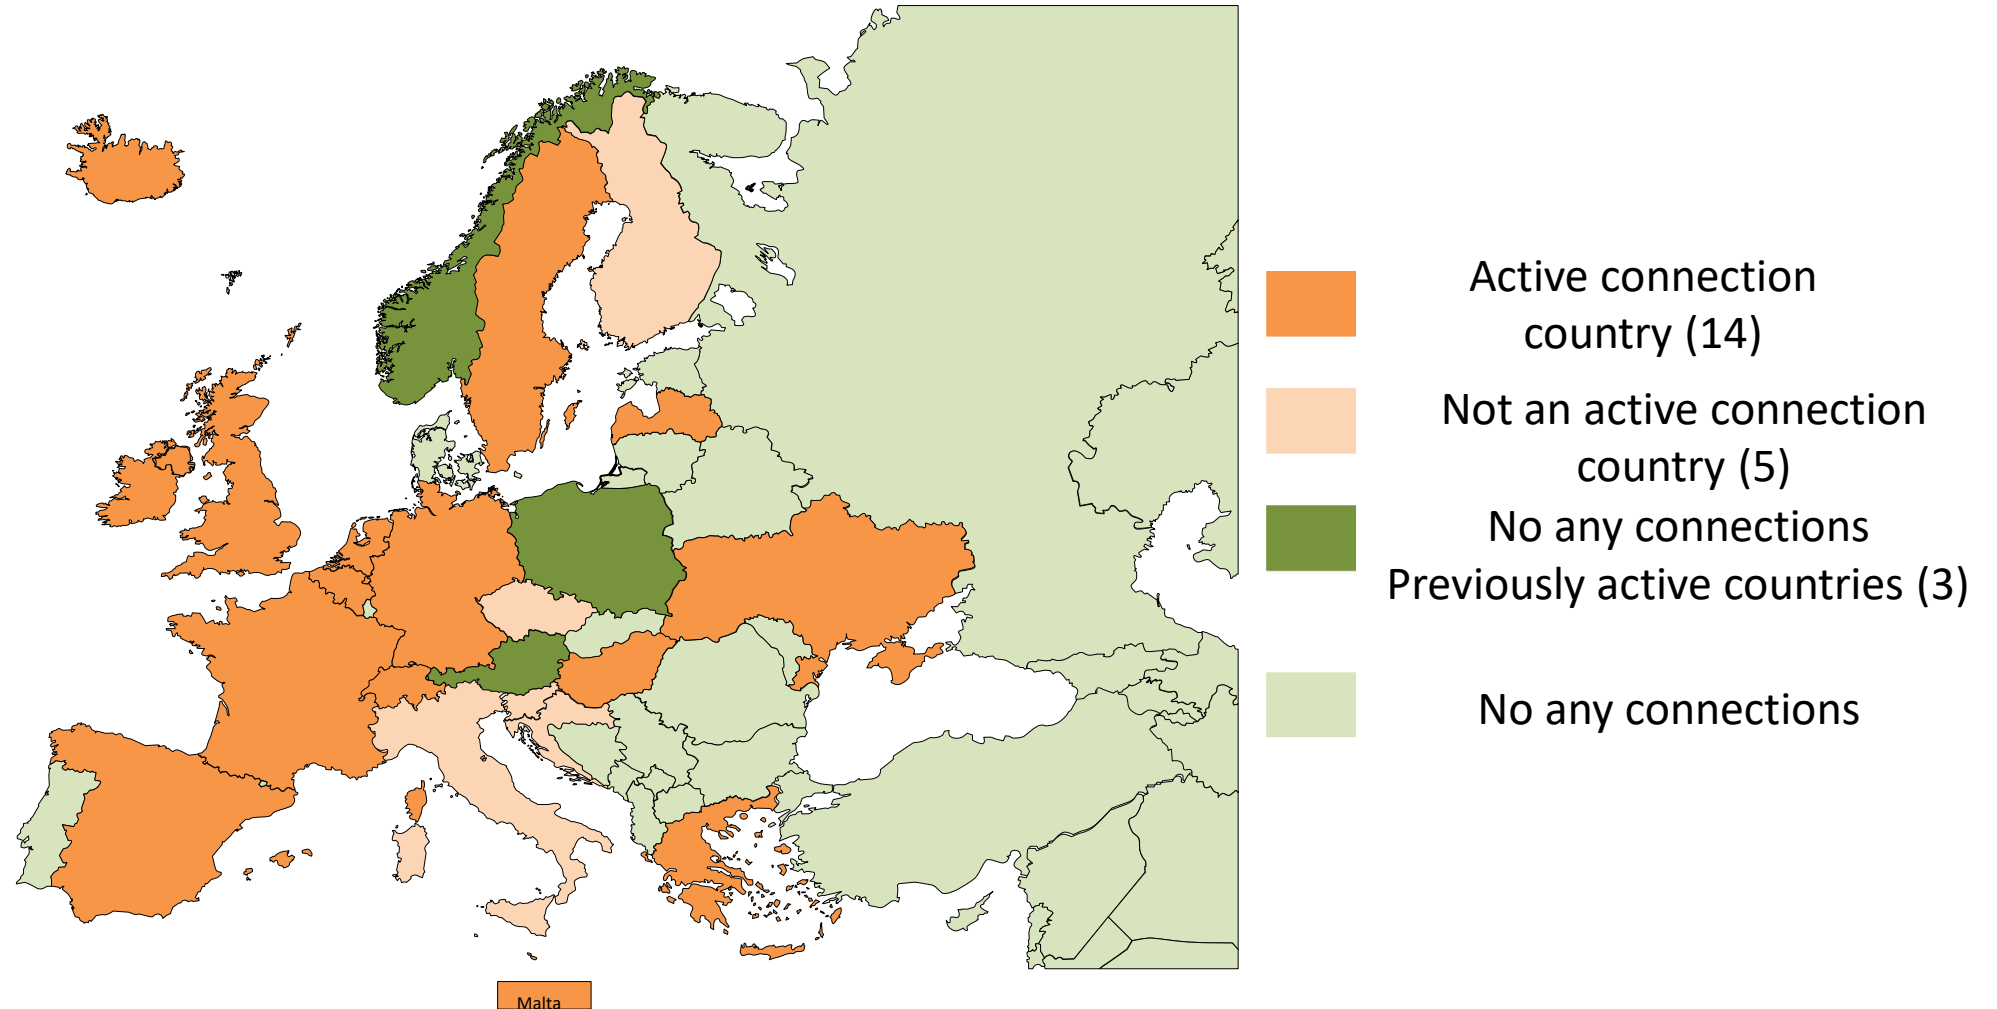 Active connection
country (14)
Not an active connection
country (5)
No any connections
Previously active countries (3)
No any connections
Malta